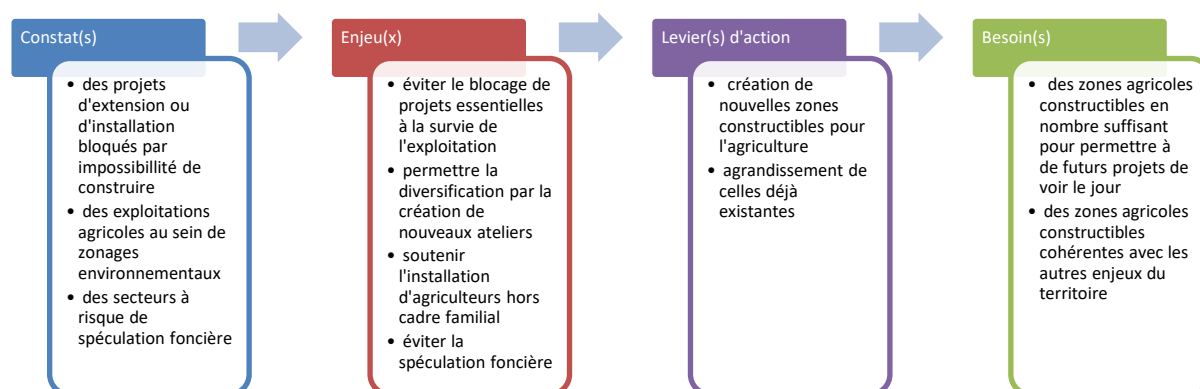 Constat(s)
• des projets
d'extension ou
d'installation
bloqués par
impossibillité de
construire
• des exploitations
agricoles au sein de
zonages
environnementaux
• des secteurs à
risque de
spéculation foncière
Enjeu(x)
• éviter le blocage de
projets essentielles
à la survie de
l'exploitation
• permettre la
diversification par la
création de
nouveaux ateliers
• soutenir
l'installation
d'agriculteurs hors
cadre familial
• éviter la
spéculation foncière
Levier(s) d'action
• création de
nouvelles zones
constructibles pour
l'agriculture
• agrandissement de
celles déjà
existantes
Besoin(s)
• des zones agricoles
constructibles en
nombre suffisant
pour permettre à
de futurs projets de
voir le jour
• des zones agricoles
constructibles
cohérentes avec les
autres enjeux du
territoire